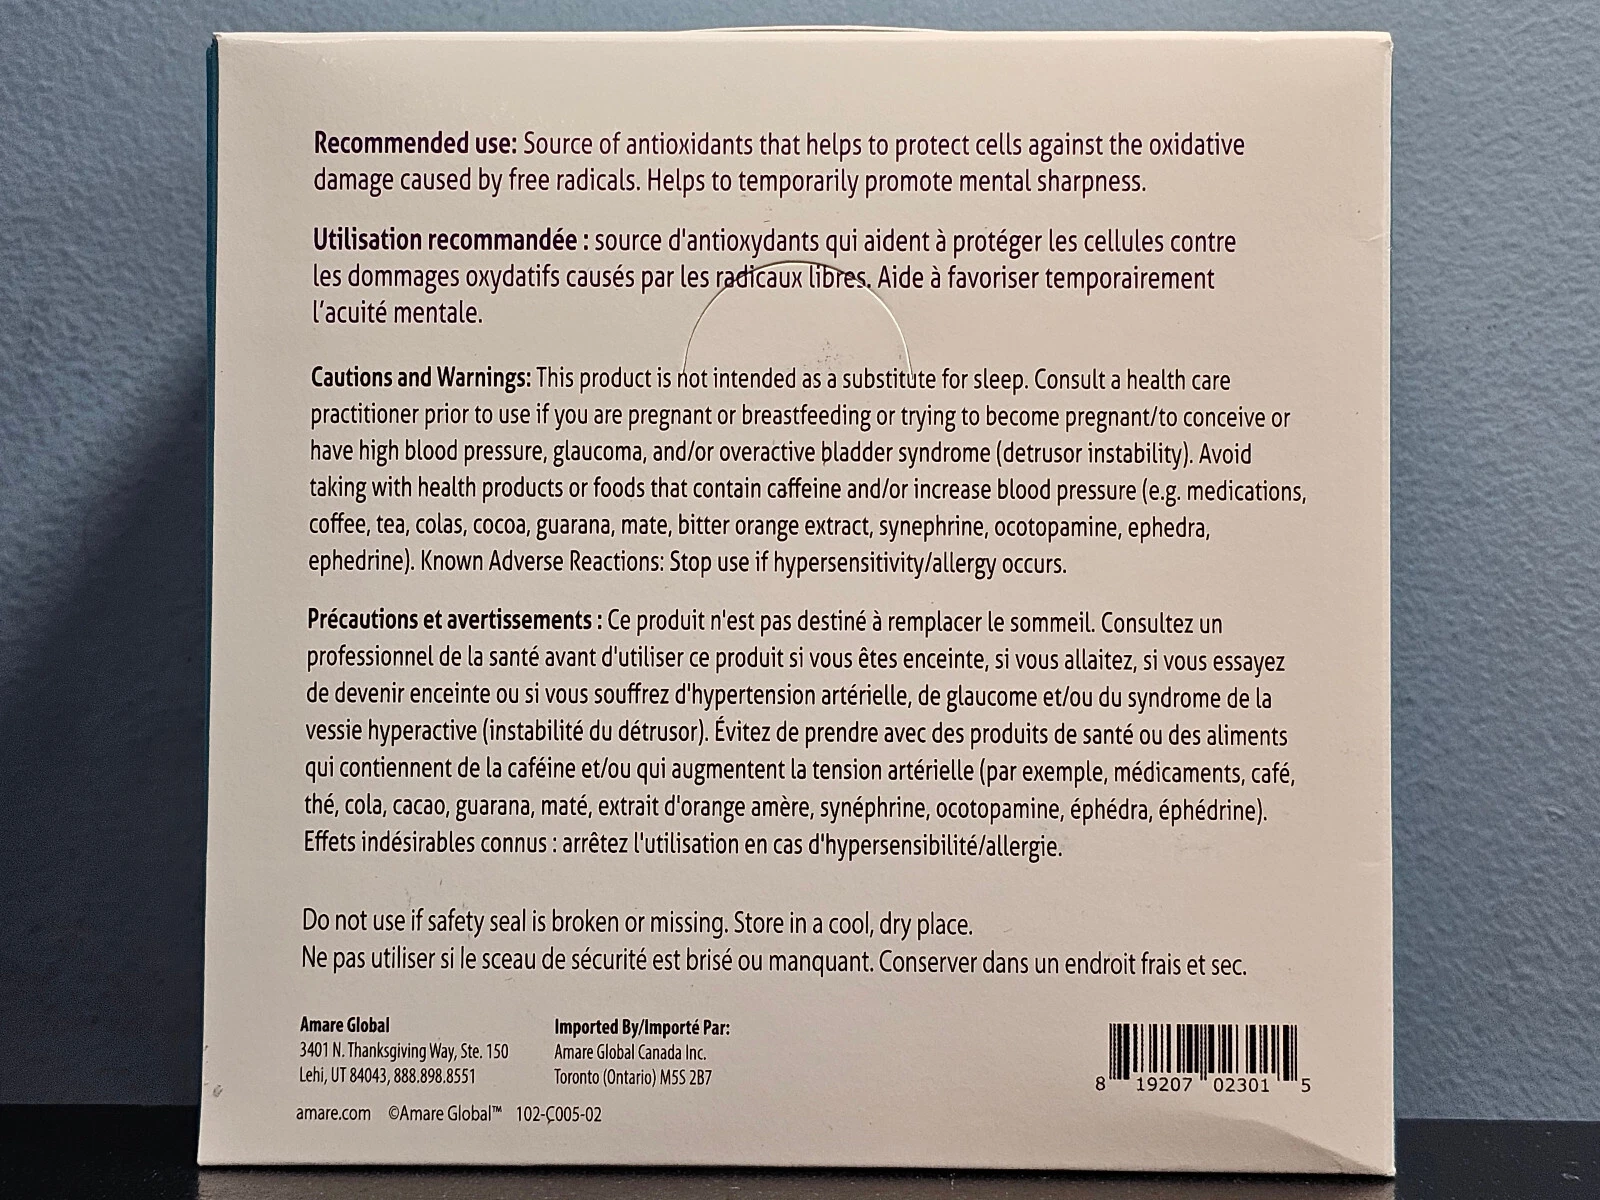 Recommended use: Source of antioxidants that helps to protect cells against the oxidative
damage caused by free radicals. Helps to temporarily promote mental sharpness.
Utilisation recommandée : source d'antioxydants qui aident à protéger les cellules contre
les dommages oxydatifs causés par les radicaux libres. Aide à favoriser temporairement
l’acuité mentale.
Cautions and Warnings: This product is not intended as a substitute for sleep. Consult a health care
practitioner prior to use if you are pregnant or breastfeeding or trying to become pregnant/to conceive or
have high blood pressure, glaucoma, and/or overactive bladder syndrome (detrusor instability). Avoid
taking with health products or foods that contain caffeine and/or increase blood pressure (e.g. medications,
coffee, tea, colas, cocoa, guarana, mate, bitter orange extract, synephrine, ocotopamine, ephedra,
ephedrine). Known Adverse Reactions: Stop use if hypersensitivity/allergy occurs.
Précautions et avertissements : Ce produit n'est pas destiné à remplacer le sommeil. Consultez un
professionnel de la santé avant d'utiliser ce produit si vous êtes enceinte, si vous allaitez, si vous essayez
de devenir enceinte ou si vous souffrez d'hypertension artérielle, de glaucome et/ou du syndrome de la
vessie hyperactive (instabilité du détrusor). Évitez de prendre avec des produits de santé ou des aliments
qui contiennent de la caféine et/ou qui augmentent la tension artérielle (par exemple, médicaments, café,
thé, cola, cacao, guarana, maté, extrait d'orange amère, synéphrine, ocotopamine, éphédra, éphédrine).
Effets indésirables connus : arrêtez l'utilisation en cas d'hypersensibilité/allergie.
Do not use if safety seal is broken or missing. Store in a cool, dry place.
Ne pas utiliser si le sceau de sécurité est brisé ou manquant. Conserver dans un endroit frais et sec.
Amare Global
3401 N. Thanksgiving Way, Ste. 150
Lehi, UT 84043, 888.898.8551
Imported By/Importé Par:
Amare Global Canada Inc.
Toronto (Ontario) M5S 2B7
amare.com ©Amare Global™ 102-C005-02
8 19207 02301 5